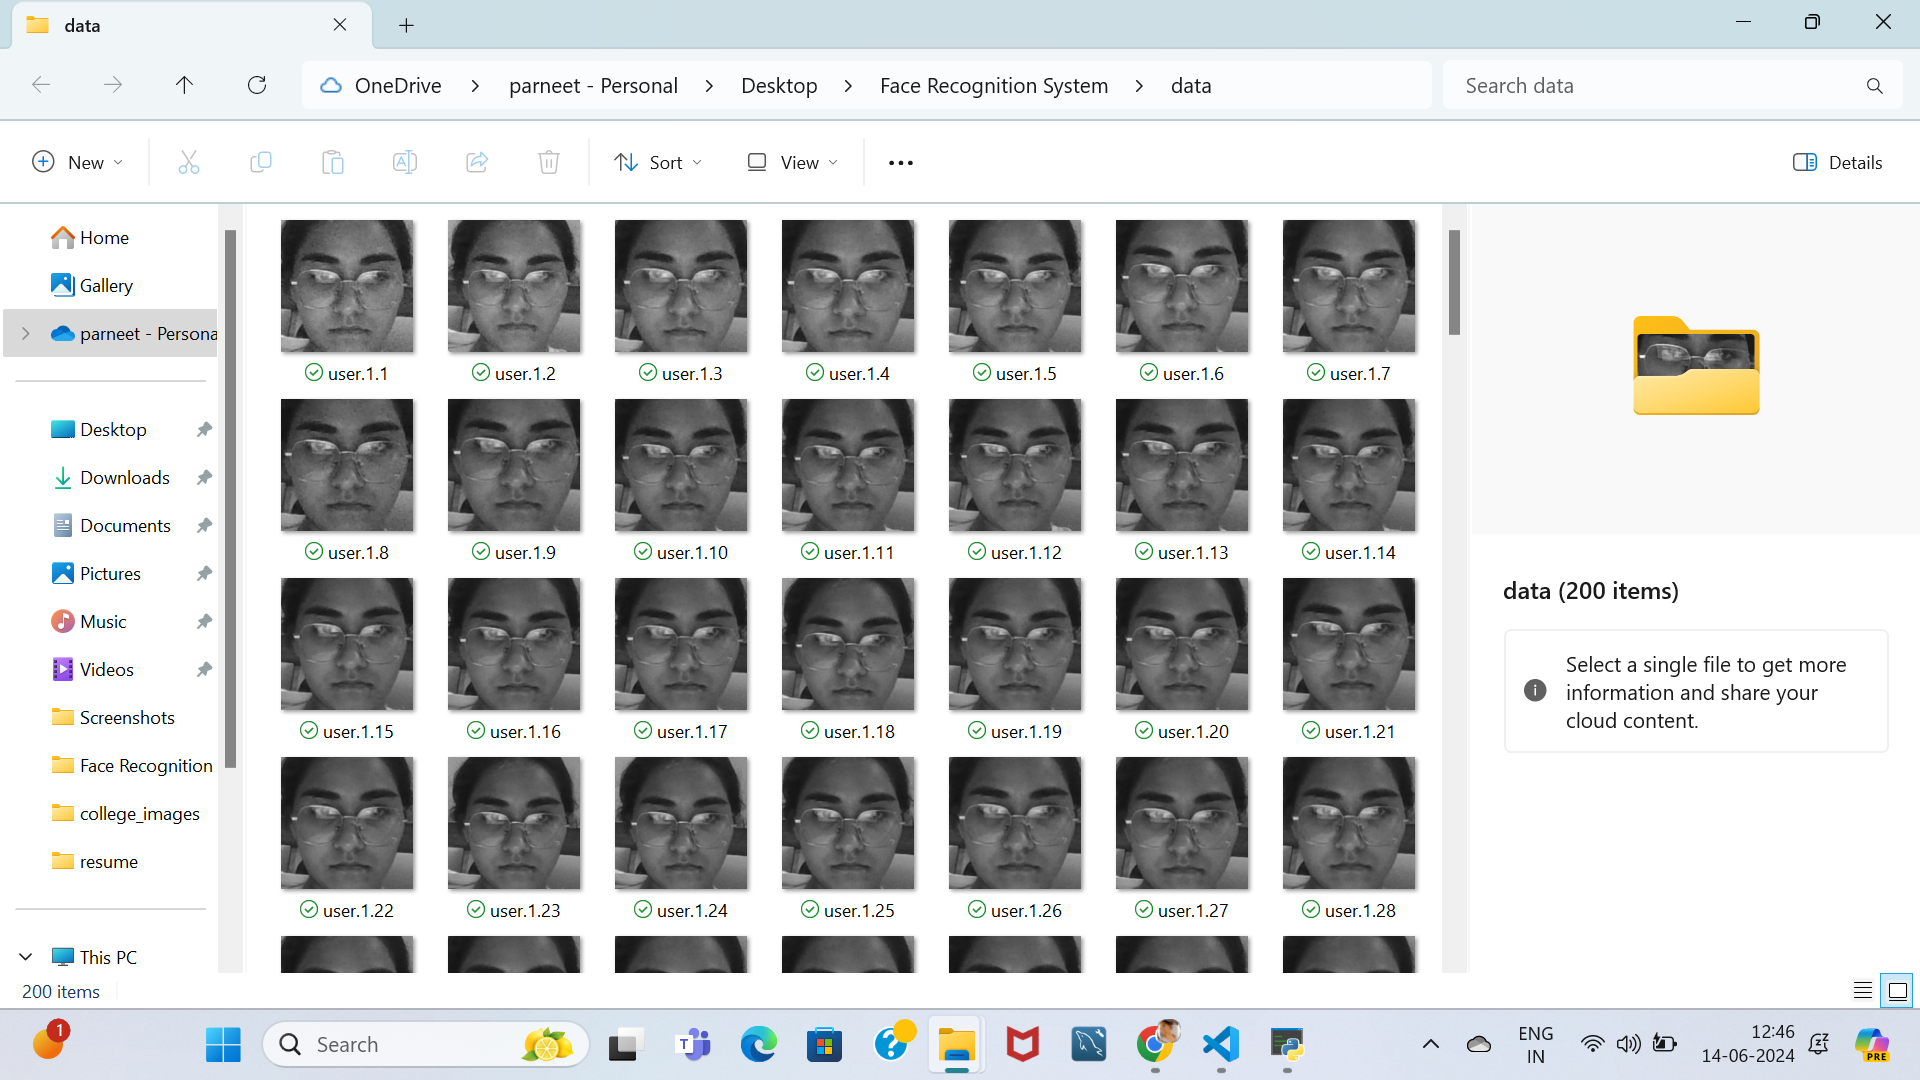 data
OneDrive > parneet - Personal > Desktop > Face Recognition System > data
Search data
New
Sort
View
Details
Home
Gallery
parneet - Persona
Desktop
Downloads
Documents
Pictures
Music
Videos
Screenshots
Face Recognition
college_images
resume
This PC
user.1.1 user.1.2 user.1.3 user.1.4 user.1.5 user.1.6 user.1.7
user.1.8 user.1.9 user.1.10 user.1.11 user.1.12 user.1.13 user.1.14
user.1.15 user.1.16 user.1.17 user.1.18 user.1.19 user.1.20 user.1.21
user.1.22 user.1.23 user.1.24 user.1.25 user.1.26 user.1.27 user.1.28
data (200 items)
Select a single file to get more
information and share your
cloud content.
200 items
1
Search
T
ENG
IN
12:46
14-06-2024
PRE